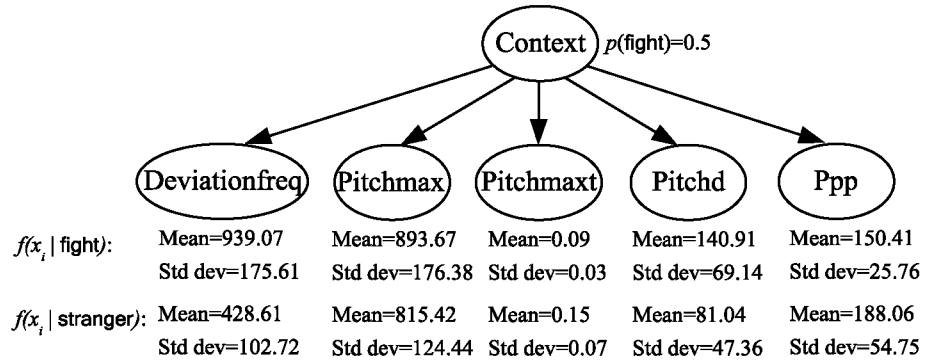 Context p(fight)=0.5
Deviationfreq Pitchmax Pitchmaxt Pitchd Ppp
Mean=939.07 Mean=893.67 Mean=0.09 Mean=140.91 Mean=150.41
f(x_i | fight):
Std dev=175.61 Std dev=176.38 Std dev=0.03 Std dev=69.14 Std dev=25.76
f(x_i | stranger): Mean=428.61 Mean=815.42 Mean=0.15 Mean=81.04 Mean=188.06
Std dev=102.72 Std dev=124.44 Std dev=0.07 Std dev=47.36 Std dev=54.75